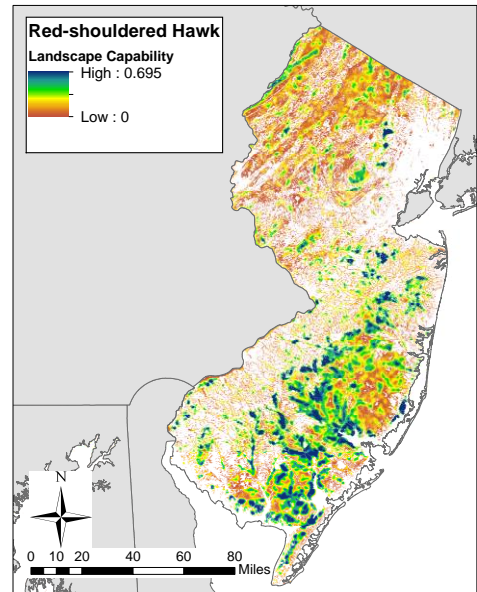 Red-shouldered Hawk
Landscape Capability
High : 0.695
Low : 0
N
0 10 20 40 60 80
Miles